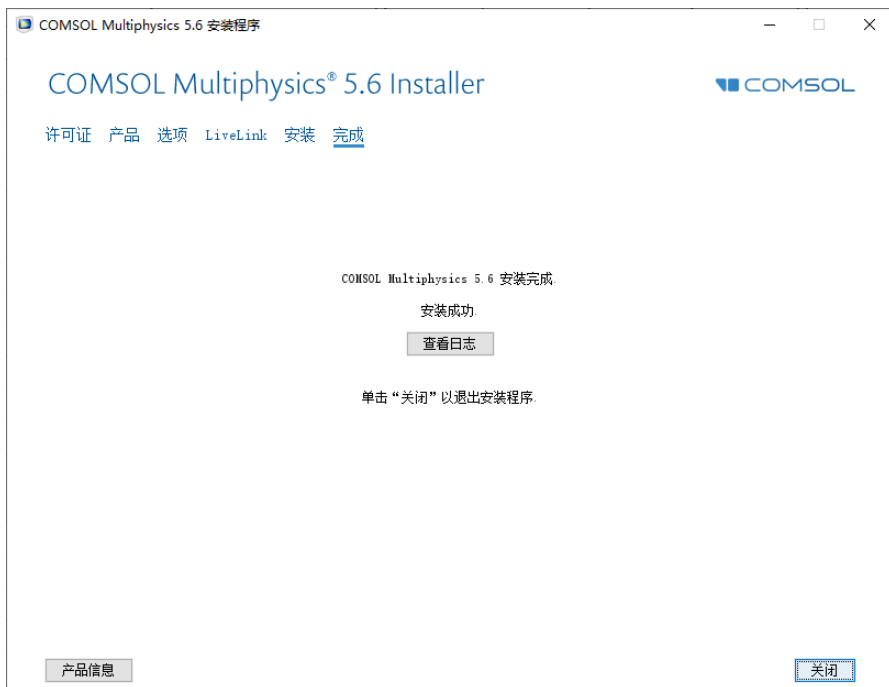 COMSOL Multiphysics 5.6 安装程序
COMSOL Multiphysics® 5.6 Installer
COMSOL
许可证 产品 选项 LiveLink 安装 完成
COMSOL Multiphysics 5.6 安装完成.
安装成功.
查看日志
单击“关闭”以退出安装程序.
产品信息
关闭